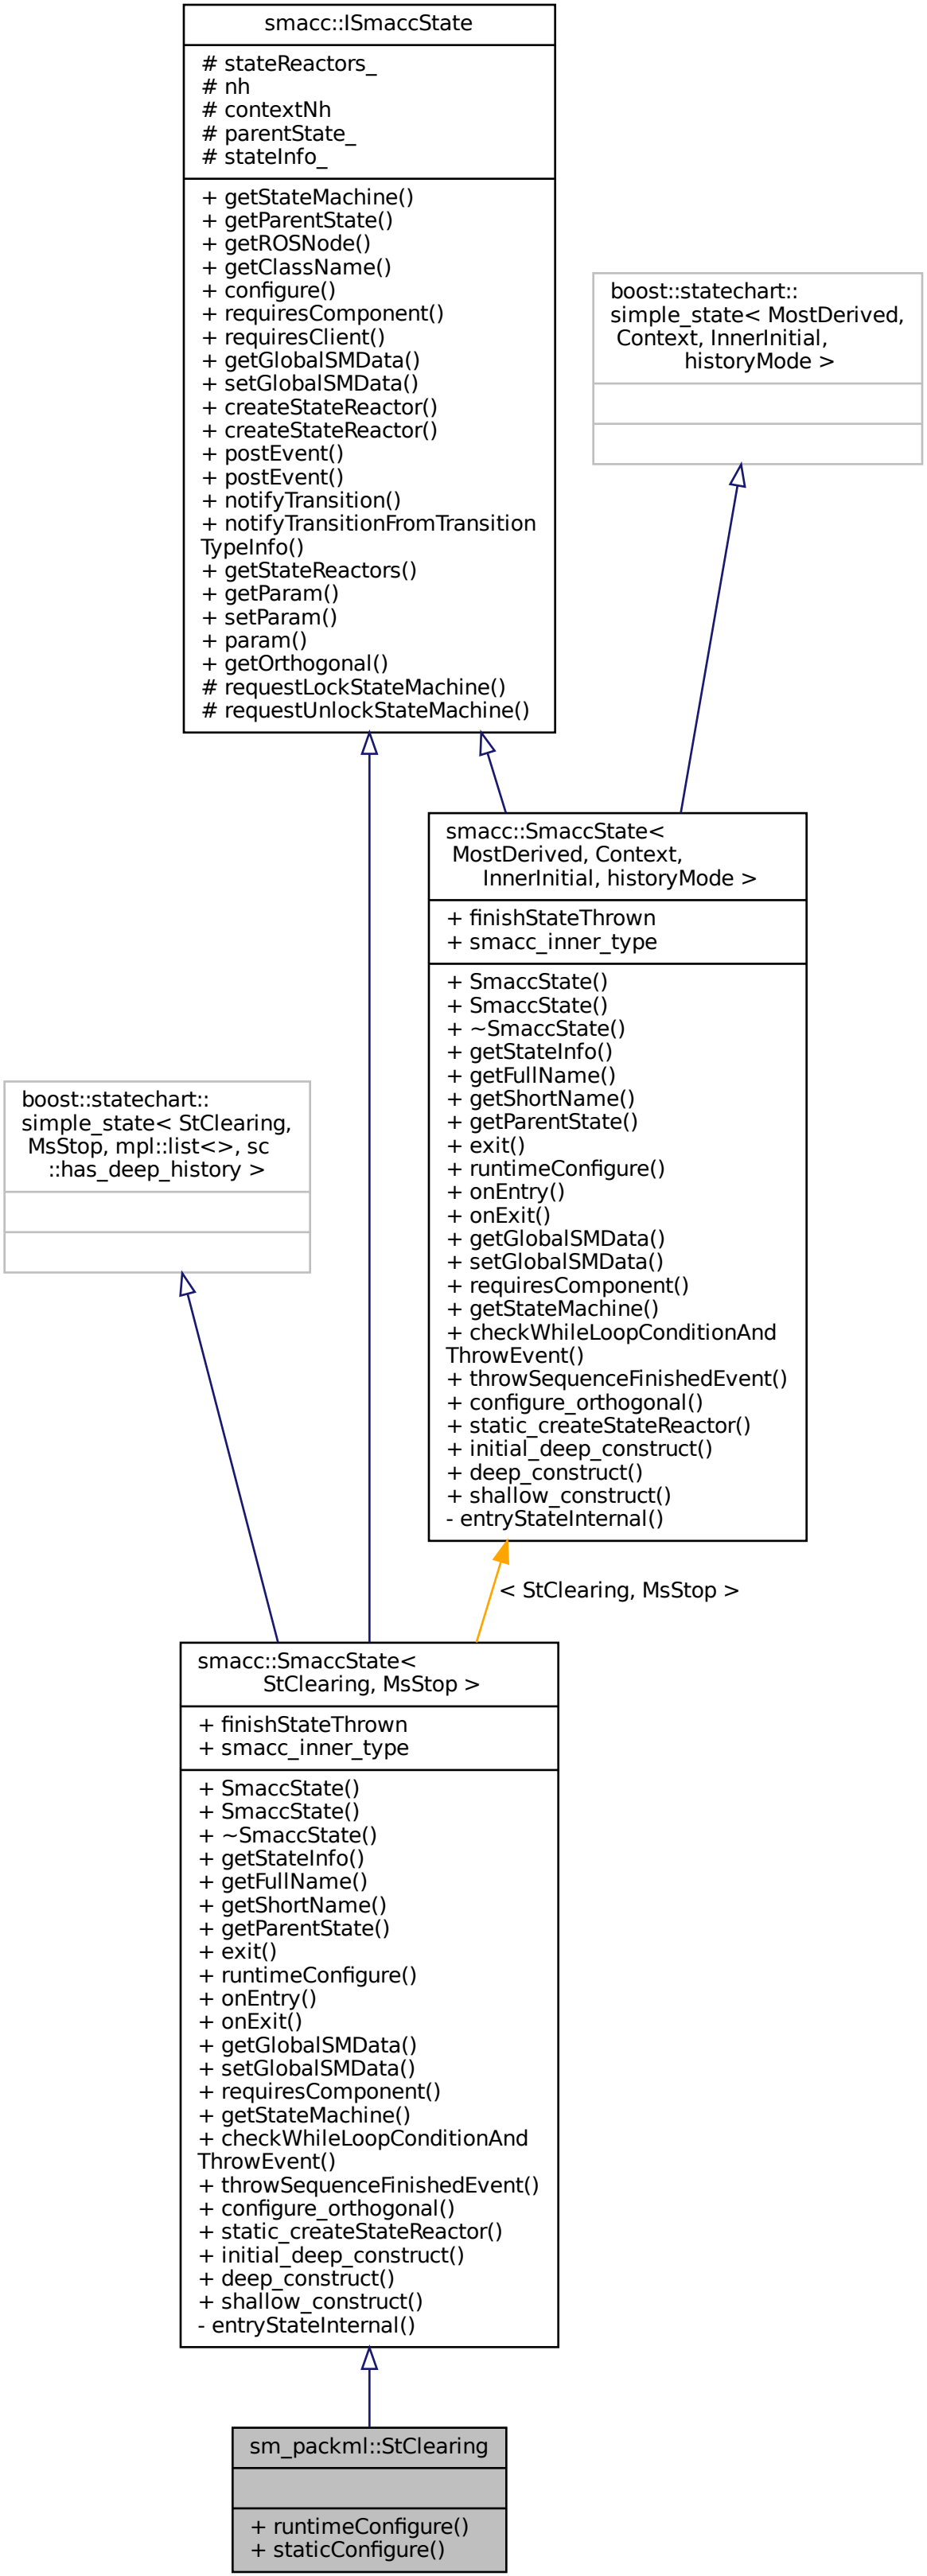 smacc::ISmaccState
# stateReactors_
# nh
# contextNh
# parentState_
# stateInfo_
+ getStateMachine()
+ getParentState()
+ getROSNode()
+ getClassName()
+ configure()
+ requiresComponent()
+ requiresClient()
+ getGlobalSMData()
+ setGlobalSMData()
+ createStateReactor()
+ createStateReactor()
+ postEvent()
+ postEvent()
+ notifyTransition()
+ notifyTransitionFromTransition
TypeInfo()
+ getStateReactors()
+ getParam()
+ setParam()
+ param()
+ getOrthogonal()
# requestLockStateMachine()
# requestUnlockStateMachine()
boost::statechart::
simple_state< MostDerived,
Context, InnerInitial,
historyMode >
smacc::SmaccState<
MostDerived, Context,
InnerInitial, historyMode >
+ finishStateThrown
+ smacc_inner_type
+ SmaccState()
+ SmaccState()
+ ~SmaccState()
+ getStateInfo()
+ getFullName()
+ getShortName()
+ getParentState()
+ exit()
+ runtimeConfigure()
+ onEntry()
+ onExit()
+ getGlobalSMData()
+ setGlobalSMData()
+ requiresComponent()
+ getStateMachine()
+ checkWhileLoopConditionAnd
ThrowEvent()
+ throwSequenceFinishedEvent()
+ configure_orthogonal()
+ static_createStateReactor()
+ initial_deep_construct()
+ deep_construct()
+ shallow_construct()
- entryStateInternal()
boost::statechart::
simple_state< StClearing,
MsStop, mpl::list<>, sc
::has_deep_history >
< StClearing, MsStop >
smacc::SmaccState<
StClearing, MsStop >
+ finishStateThrown
+ smacc_inner_type
+ SmaccState()
+ SmaccState()
+ ~SmaccState()
+ getStateInfo()
+ getFullName()
+ getShortName()
+ getParentState()
+ exit()
+ runtimeConfigure()
+ onEntry()
+ onExit()
+ getGlobalSMData()
+ setGlobalSMData()
+ requiresComponent()
+ getStateMachine()
+ checkWhileLoopConditionAnd
ThrowEvent()
+ throwSequenceFinishedEvent()
+ configure_orthogonal()
+ static_createStateReactor()
+ initial_deep_construct()
+ deep_construct()
+ shallow_construct()
- entryStateInternal()
sm_packml::StClearing
+ runtimeConfigure()
+ staticConfigure()